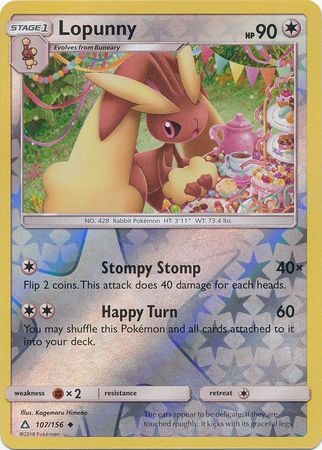 STAGE 1 Lopunny HP 90
Evolves from Buneary
NO. 428 Rabbit Pokémon HT: 3'11" WT: 73.4 lbs.
Stompy Stomp 40×
Flip 2 coins. This attack does 40 damage for each heads.
Happy Turn 60
You may shuffle this Pokémon and all cards attached to it
into your deck.
weakness × 2 resistance retreat
Illus. Kagemaru Himeno
107/156
©2018 Pokémon
The ears appear to be delicate. If they are
touched roughly, it kicks with its graceful legs.